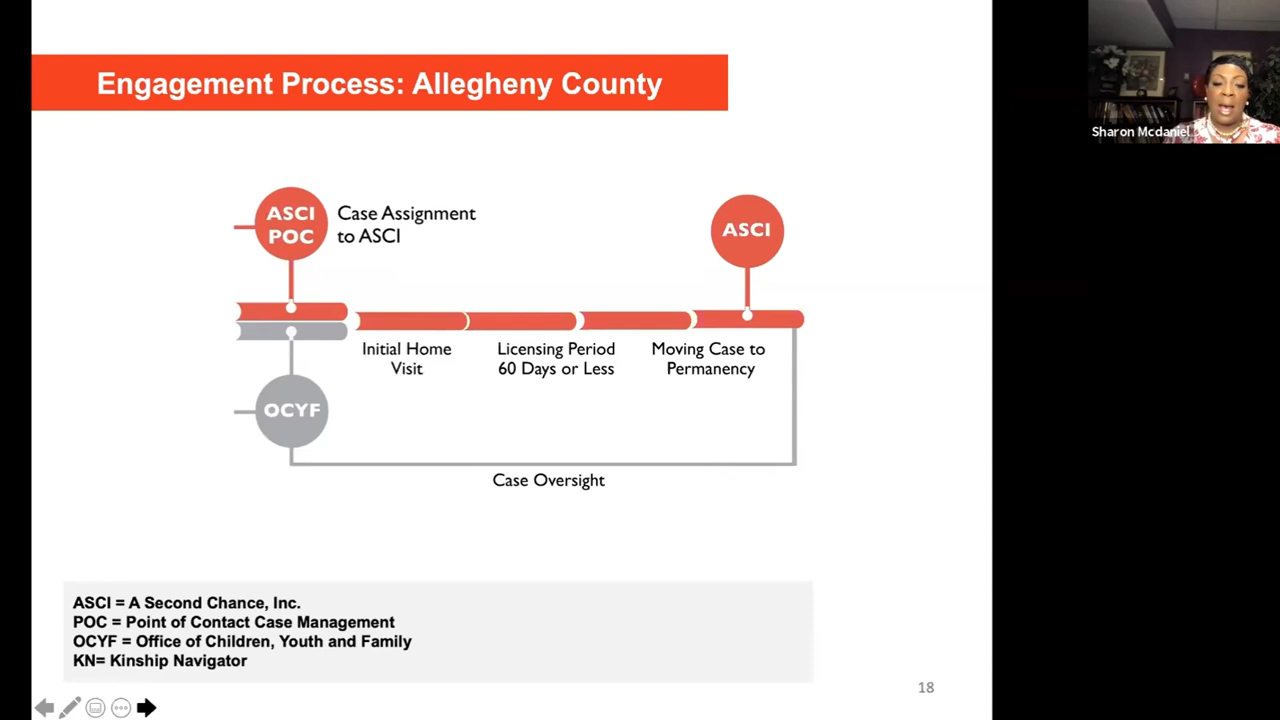 Engagement Process: Allegheny County
Sharon Mcdaniel
ASCI
POC
Case Assignment
to ASCI
ASCI
Initial Home
Visit
Licensing Period
60 Days or Less
Moving Case to
Permanency
OCYF
Case Oversight
ASCI = A Second Chance, Inc.
POC = Point of Contact Case Management
OCYF = Office of Children, Youth and Family
KN= Kinship Navigator
18